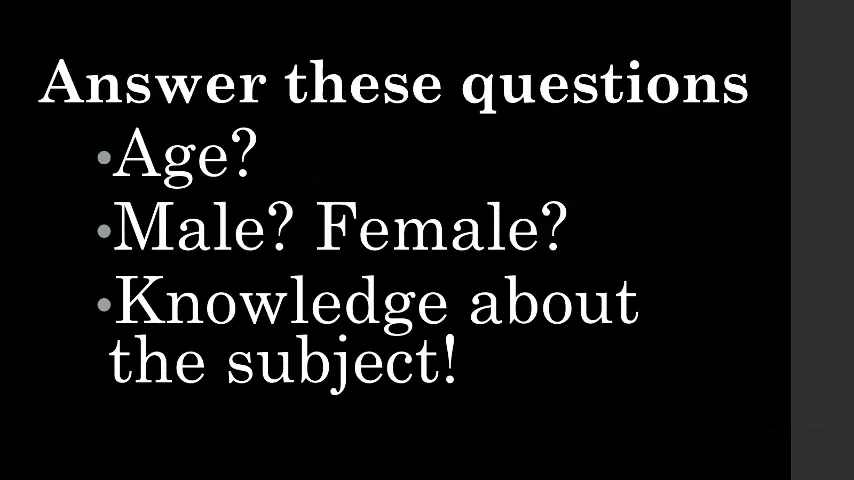 Answer these questions
•Age?
•Male? Female?
•Knowledge about
the subject!